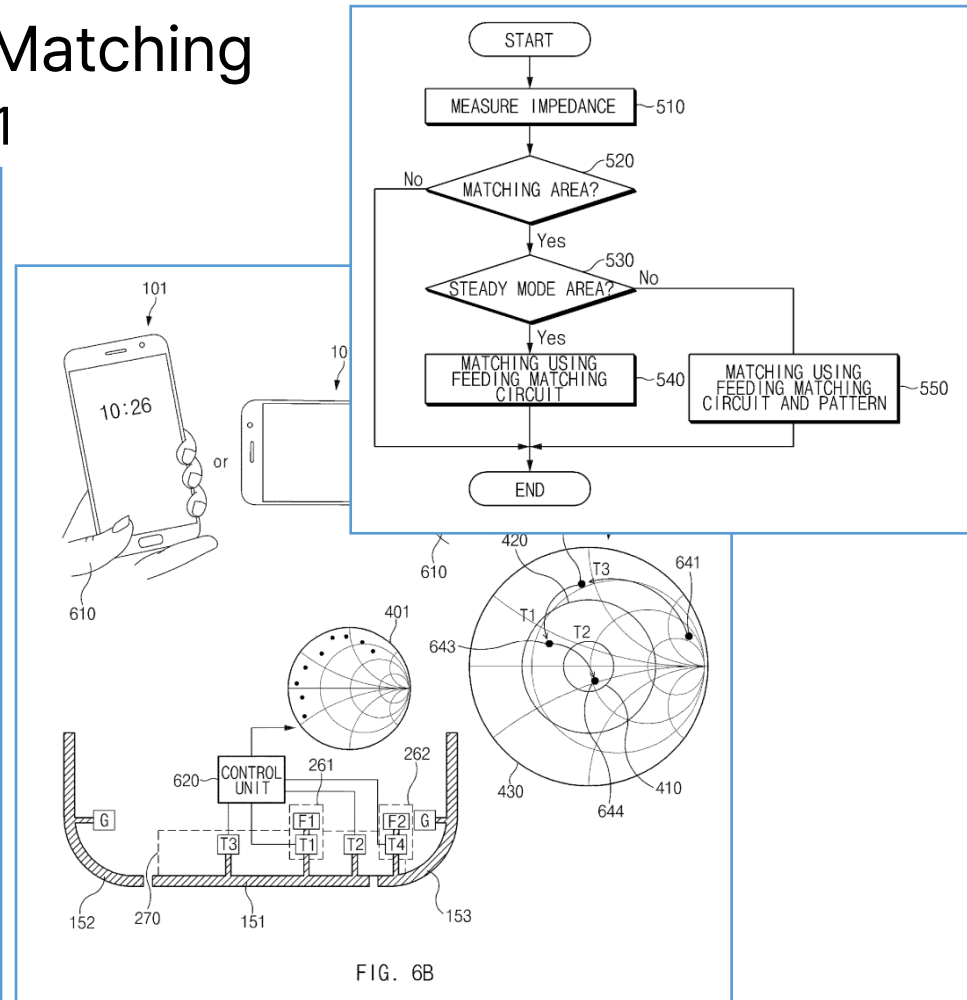 Matching
1
START
MEASURE IMPEDANCE
510
520
No
MATCHING AREA?
Yes
530
No
STEADY MODE AREA?
Yes
MATCHING USING
FEEDING MATCHING
CIRCUIT
540
MATCHING USING
FEEDING MATCHING
CIRCUIT AND PATTERN
550
END
101
10
10:26
or
610
610
420
T3
641
T1
643
T2
401
430
644
410
620
CONTROL
UNIT
261
262
G
F1
F2
G
T3
T1
T2
T4
152
270
151
153
FIG. 6B